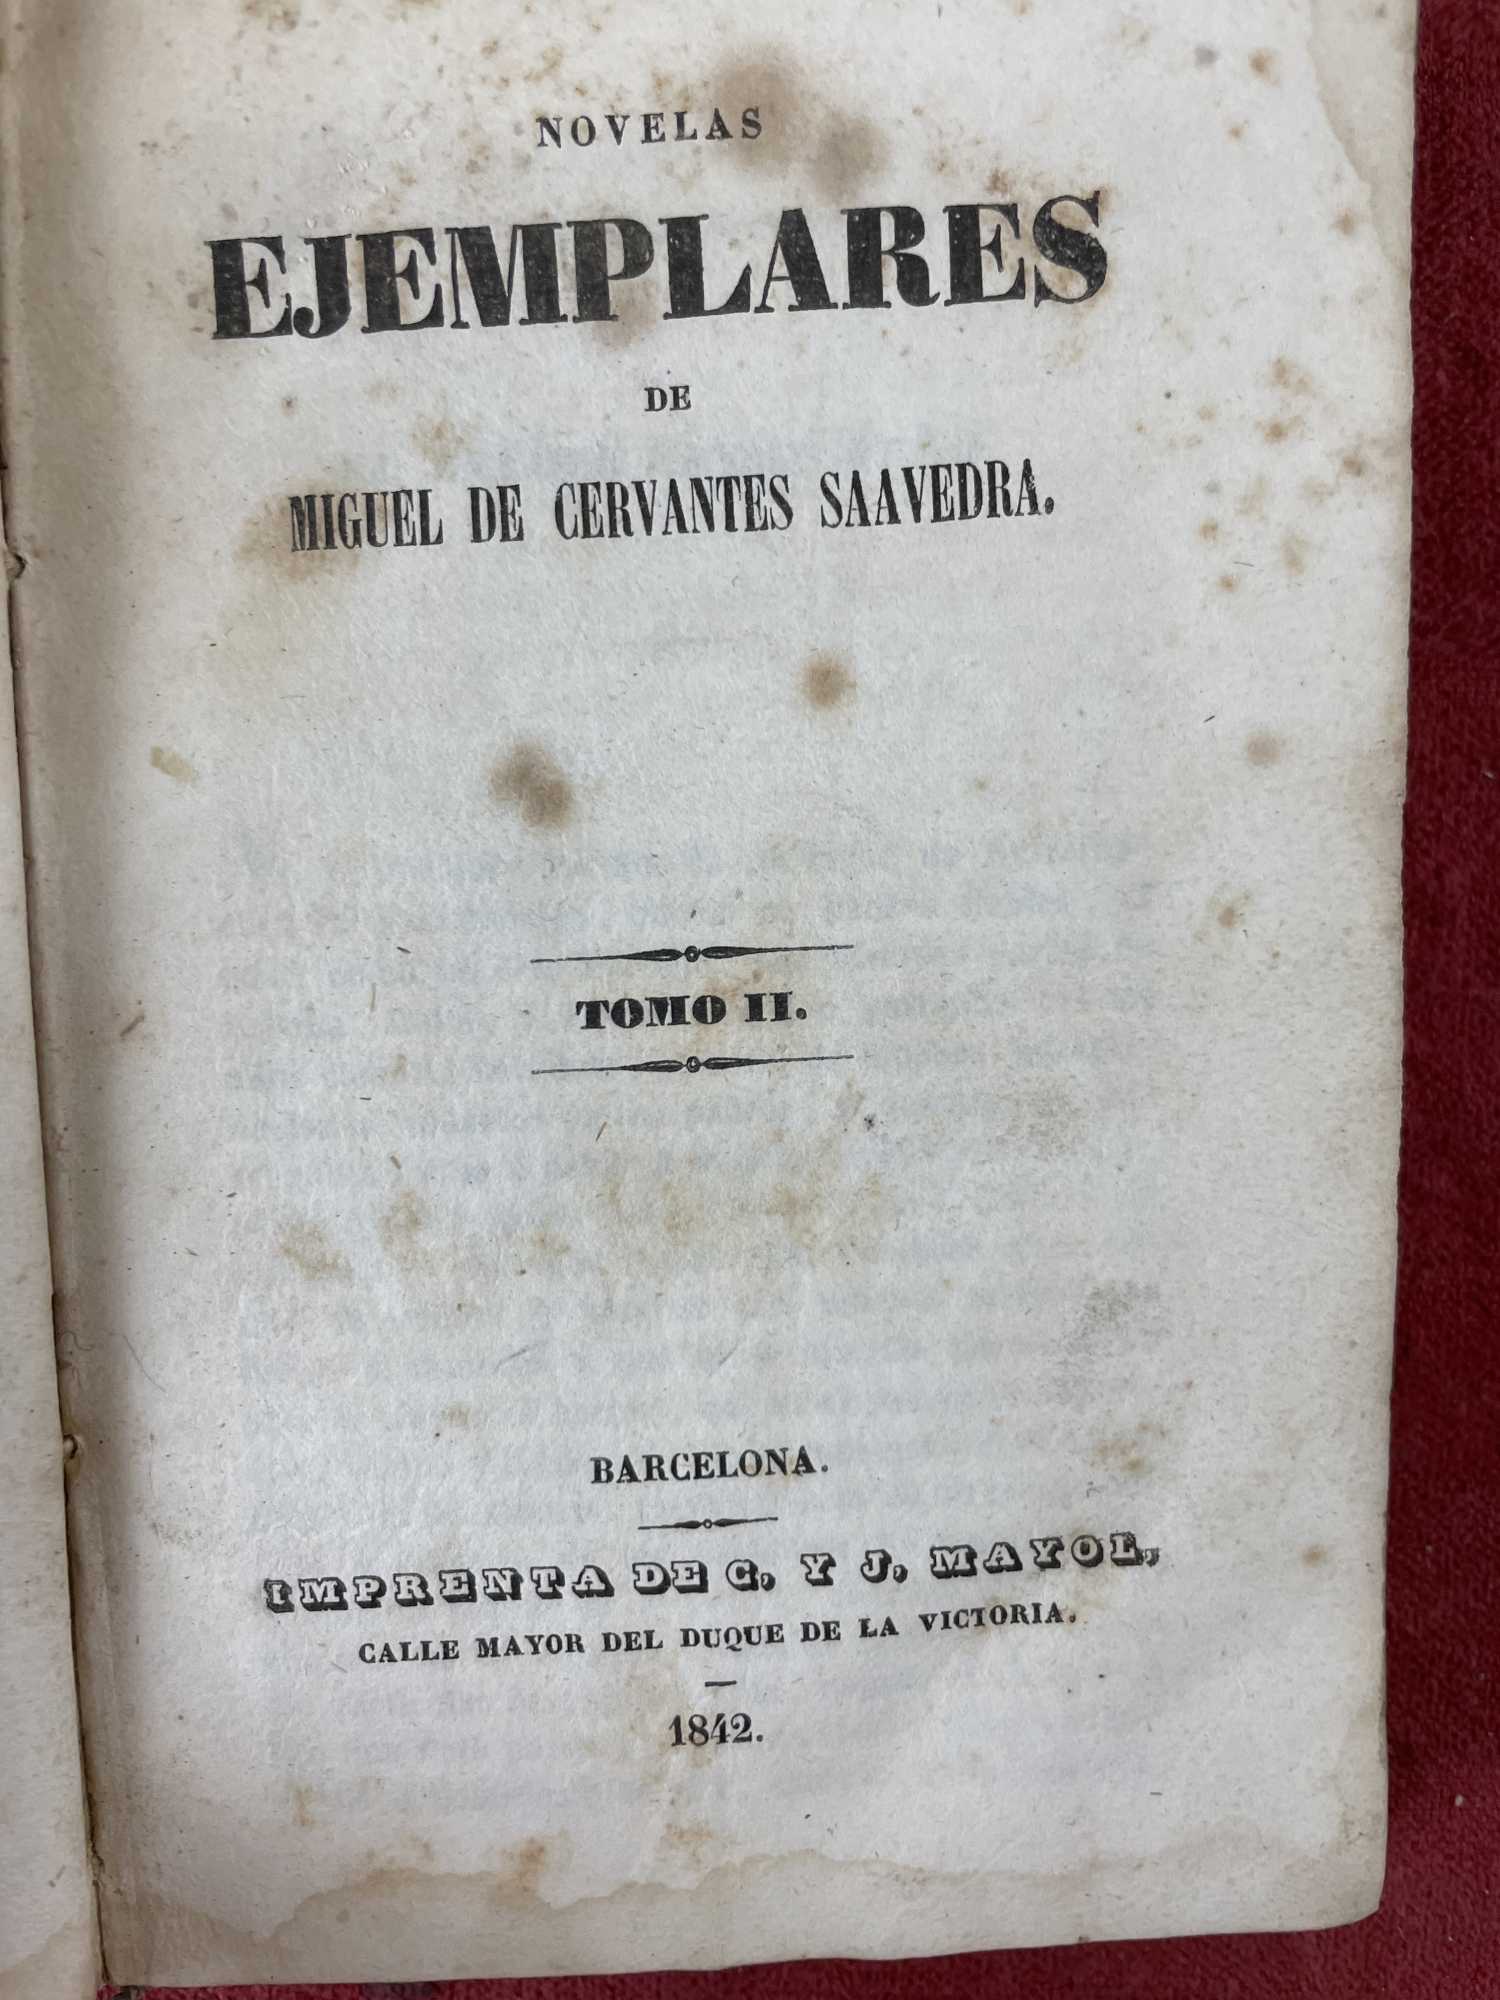 NOVELAS
EJEMPLARES
DE
MIGUEL DE CERVANTES SAAVEDRA.
TOMO II.
BARCELONA.
IMPRENTA DE C. Y J. MAYOL,
CALLE MAYOR DEL DUQUE DE LA VICTORIA.
1842.